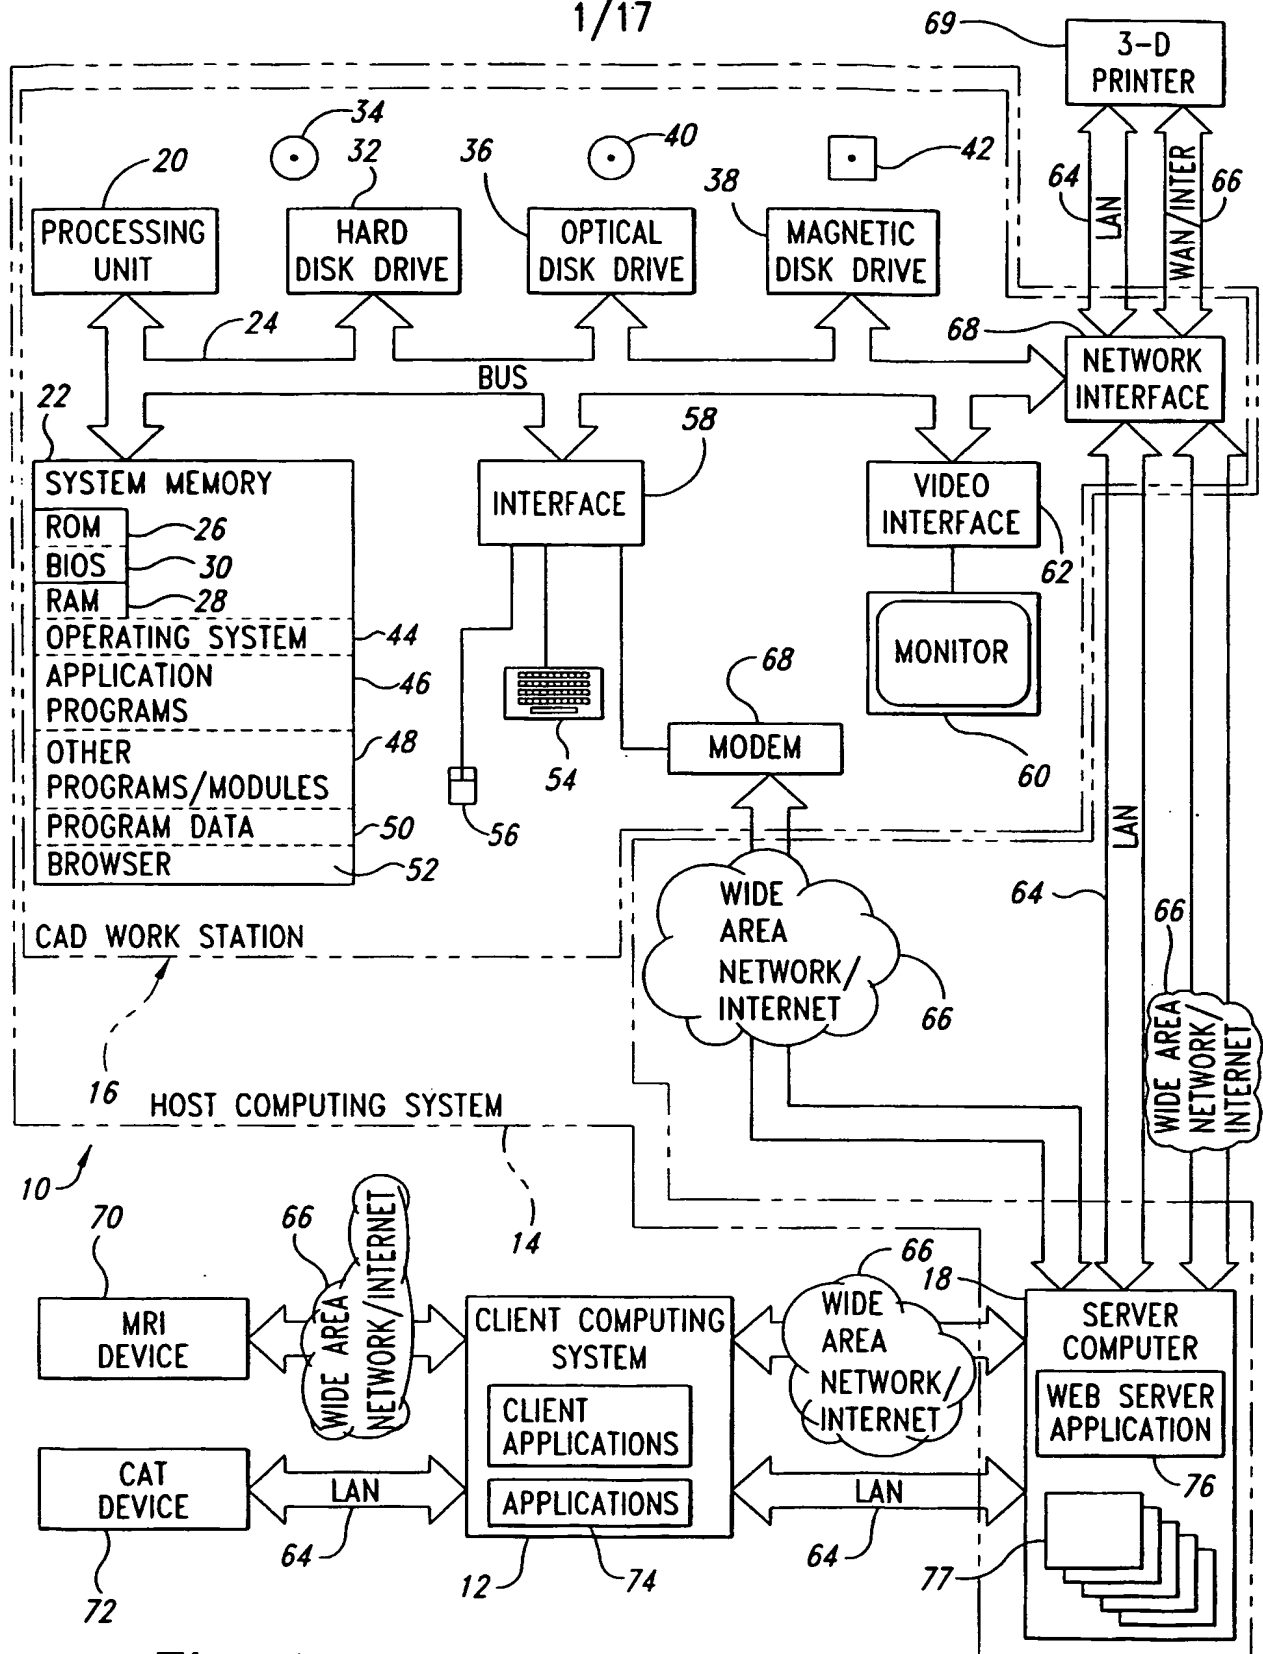 1/17
69
3-D
PRINTER
34
32
36
40
42
20
38
64
LAN
WAN/INTER
66
PROCESSING
UNIT
HARD
DISK DRIVE
OPTICAL
DISK DRIVE
MAGNETIC
DISK DRIVE
24
68
BUS
NETWORK
INTERFACE
22
58
SYSTEM MEMORY
ROM
26
BIOS
30
RAM
28
OPERATING SYSTEM
44
APPLICATION
PROGRAMS
46
OTHER
PROGRAMS/MODULES
48
PROGRAM DATA
50
BROWSER
52
INTERFACE
VIDEO
INTERFACE
62
MONITOR
60
54
56
68
MODEM
LAN
64
66
WIDE AREA
NETWORK/
INTERNET
WIDE
AREA
NETWORK/
INTERNET
66
CAD WORK STATION
16
HOST COMPUTING SYSTEM
10
14
70
66
MRI
DEVICE
WIDE AREA
NETWORK/INTERNET
CLIENT COMPUTING
SYSTEM
CLIENT
APPLICATIONS
APPLICATIONS
12
74
66
WIDE
AREA
NETWORK/
INTERNET
18
SERVER
COMPUTER
WEB SERVER
APPLICATION
76
77
CAT
DEVICE
72
LAN
64
LAN
64